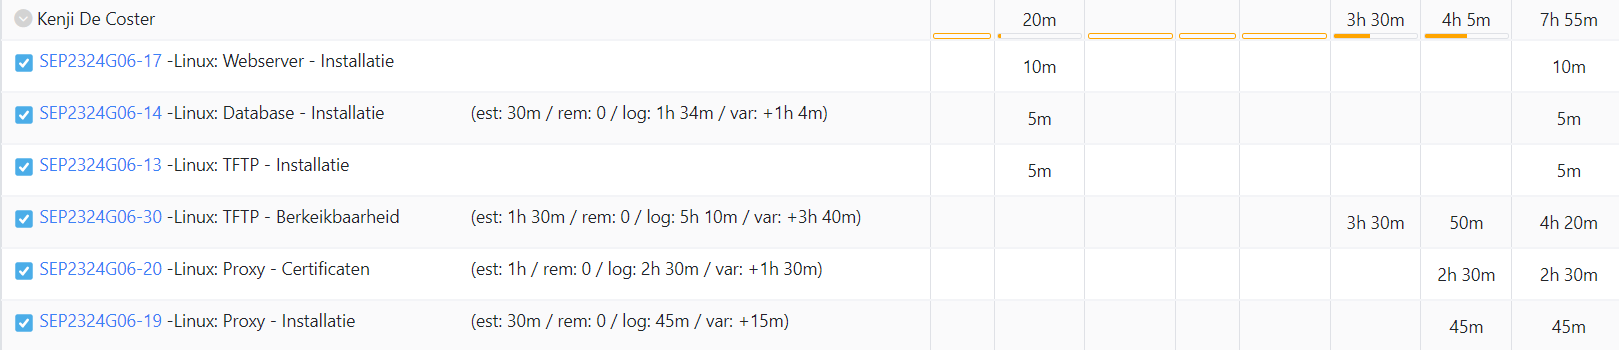 Kenji De Coster 20m 3h 30m 4h 5m 7h 55m
SEP2324G06-17 -Linux: Webserver - Installatie 10m 10m
SEP2324G06-14 -Linux: Database - Installatie (est: 30m / rem: 0 / log: 1h 34m / var: +1h 4m) 5m 5m
SEP2324G06-13 -Linux: TFTP - Installatie 5m 5m
SEP2324G06-30 -Linux: TFTP - Berkeikbaarheid (est: 1h 30m / rem: 0 / log: 5h 10m / var: +3h 40m) 3h 30m 50m 4h 20m
SEP2324G06-20 -Linux: Proxy - Certificaten (est: 1h / rem: 0 / log: 2h 30m / var: +1h 30m) 2h 30m 2h 30m
SEP2324G06-19 -Linux: Proxy - Installatie (est: 30m / rem: 0 / log: 45m / var: +15m) 45m 45m